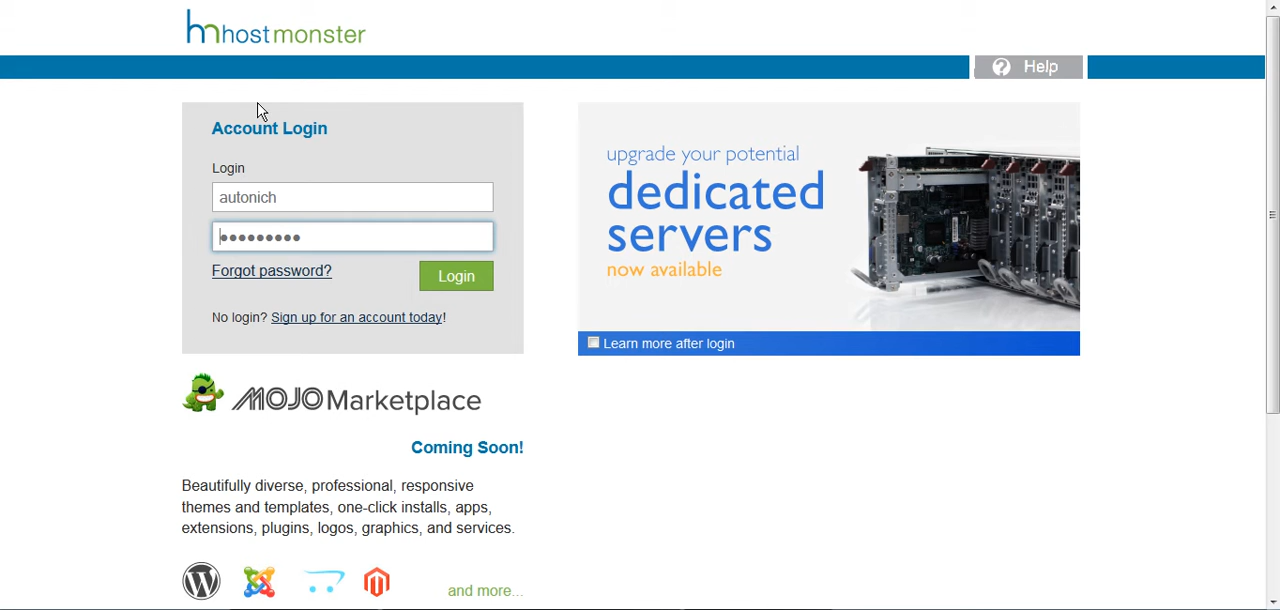 hostmonster
? Help
Account Login
Login
autonich
●●●●●●●●●
Forgot password?
Login
No login? Sign up for an account today!
upgrade your potential
dedicated
servers
now available
Learn more after login
MOJO Marketplace
Coming Soon!
Beautifully diverse, professional, responsive
themes and templates, one-click installs, apps,
extensions, plugins, logos, graphics, and services.
and more...